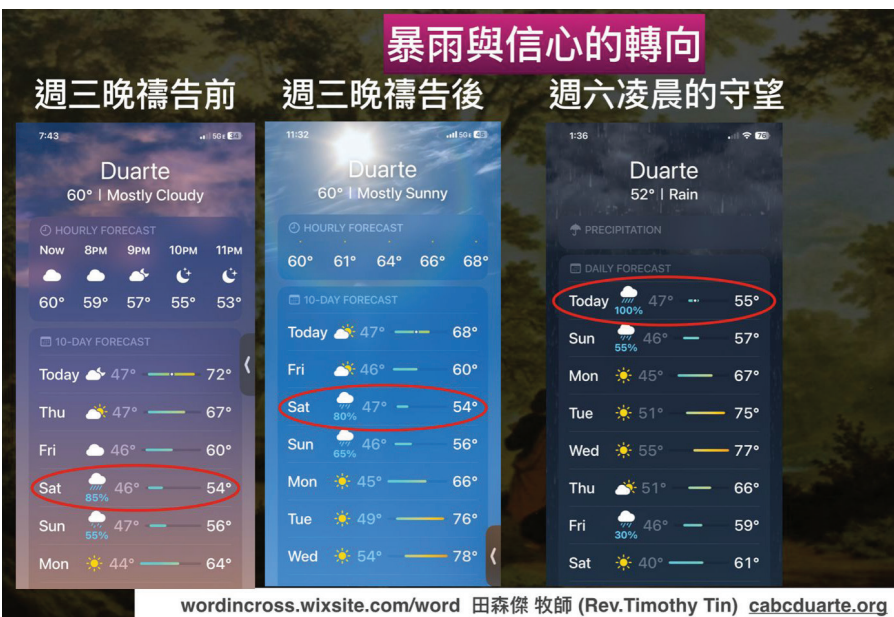 暴雨與信心的轉向
週三晚禱告前
週三晚禱告後
週六凌晨的守望
7:43
5G 34
Duarte
60° | Mostly Cloudy
HOURLY FORECAST
Now 8PM 9PM 10PM 11PM
60° 59° 57° 55° 53°
10-DAY FORECAST
Today 47° 72°
Thu 47° 67°
Fri 46° 60°
Sat 85% 46° 54°
Sun 55% 47° 56°
Mon 44° 64°
11:32
5G
Duarte
60° | Mostly Sunny
HOURLY FORECAST
60° 61° 64° 66° 68°
10-DAY FORECAST
Today 47° 68°
Fri 46° 60°
Sat 80% 47° 54°
Sun 65% 46° 56°
Mon 45° 66°
Tue 49° 76°
Wed 54° 78°
1:36
76
Duarte
52° | Rain
PRECIPITATION
DAILY FORECAST
Today 100% 47° 55°
Sun 55% 46° 57°
Mon 45° 67°
Tue 51° 75°
Wed 55° 77°
Thu 51° 66°
Fri 30% 46° 59°
Sat 40° 61°
wordincross.wixsite.com/word 田森傑 牧師 (Rev.Timothy Tin) cabcduarte.org